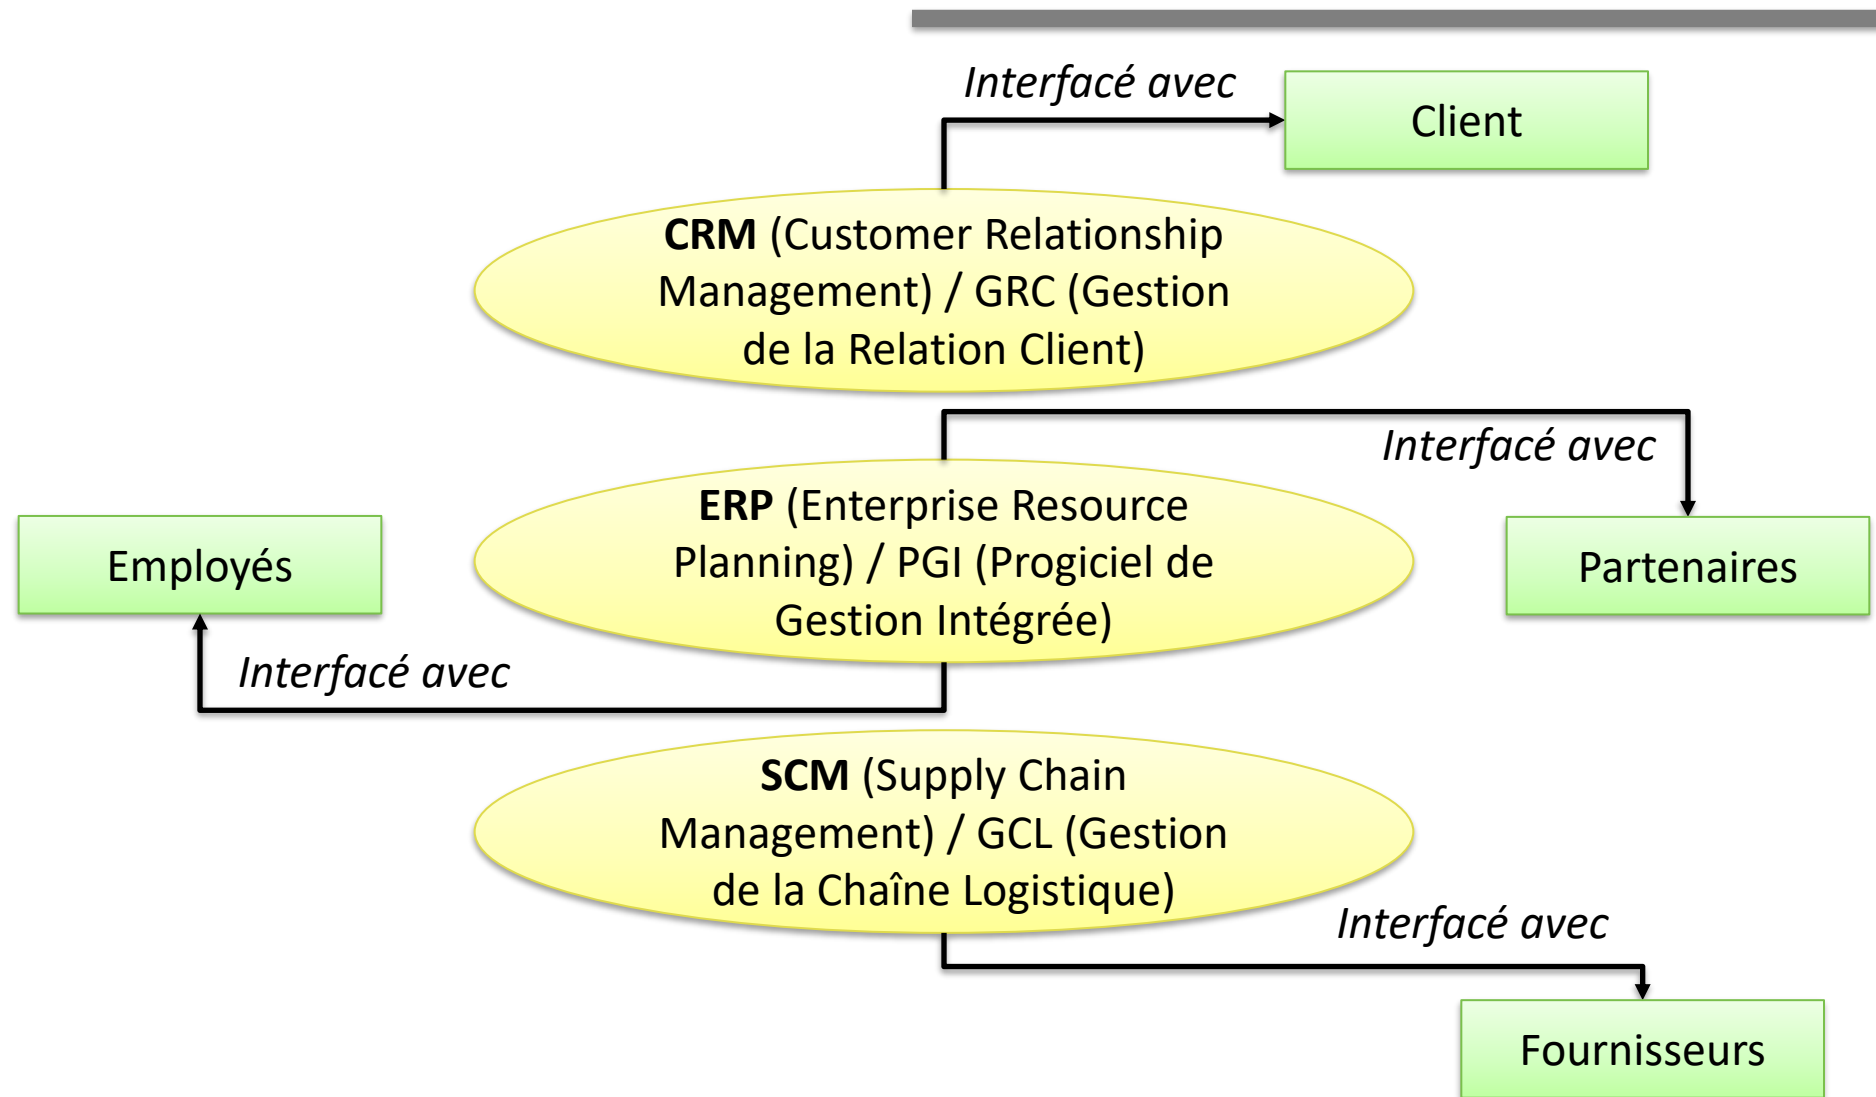 Interfacé avec
Client
CRM (Customer Relationship
Management) / GRC (Gestion
de la Relation Client)
Interfacé avec
ERP (Enterprise Resource
Planning) / PGI (Progiciel de
Gestion Intégrée)
Employés
Partenaires
Interfacé avec
SCM (Supply Chain
Management) / GCL (Gestion
de la Chaîne Logistique)
Interfacé avec
Fournisseurs